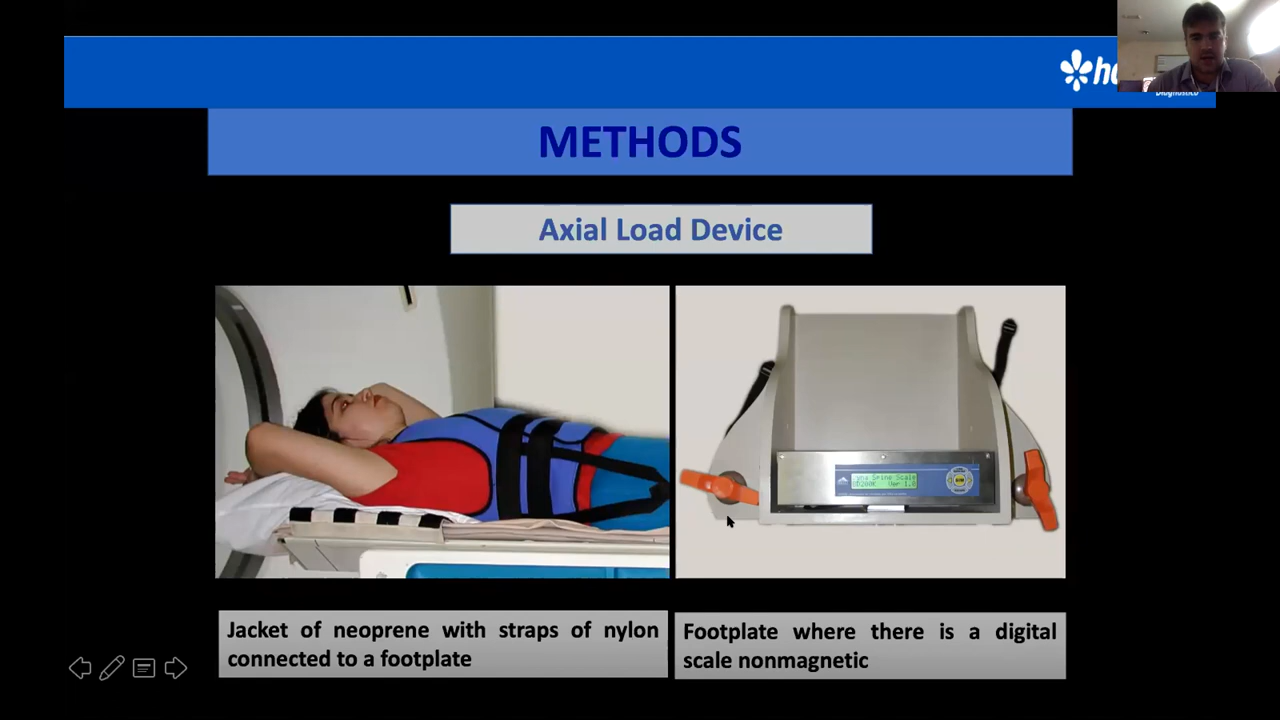 METHODS
Axial Load Device
Jacket of neoprene with straps of nylon
connected to a footplate
Footplate where there is a digital
scale nonmagnetic